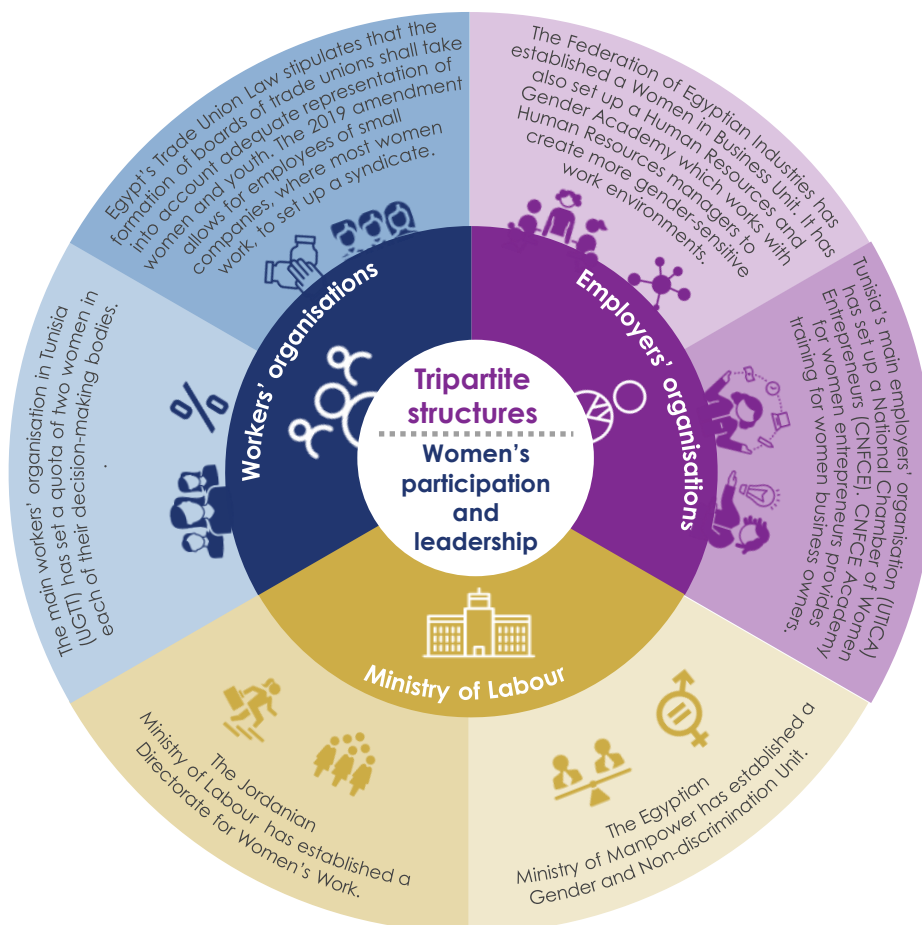 Tripartite
structures
Women's
participation
and
leadership
Workers' organisations
Employers' organisations
Ministry of Labour
Egypt's Trade Union Law stipulates that the
formation of boards of trade unions shall take
into account adequate representation of
women and youth. The 2019 amendment
allows for employees of small
companies, where most women
work, to set up a syndicate.
The Federation of Egyptian Industries has
established a Women in Business Unit. It has
also set up a Human Resources and
Gender Academy which works with
Human Resources managers to
create more gender-sensitive
work environments.
Tunisia's main employers' organisation (UTICA)
has set up a National Chamber of Women
Entrepreneurs (CNFCE). CNFCE Academy
for women entrepreneurs provides
training for women business owners.
The Egyptian
Ministry of Manpower has established a
Gender and Non-discrimination Unit.
The Jordanian
Ministry of Labour has established a
Directorate for Women's Work.
The main workers' organisation in Tunisia
(UGTT) has set a quota of two women in
each of their decision-making bodies.
%